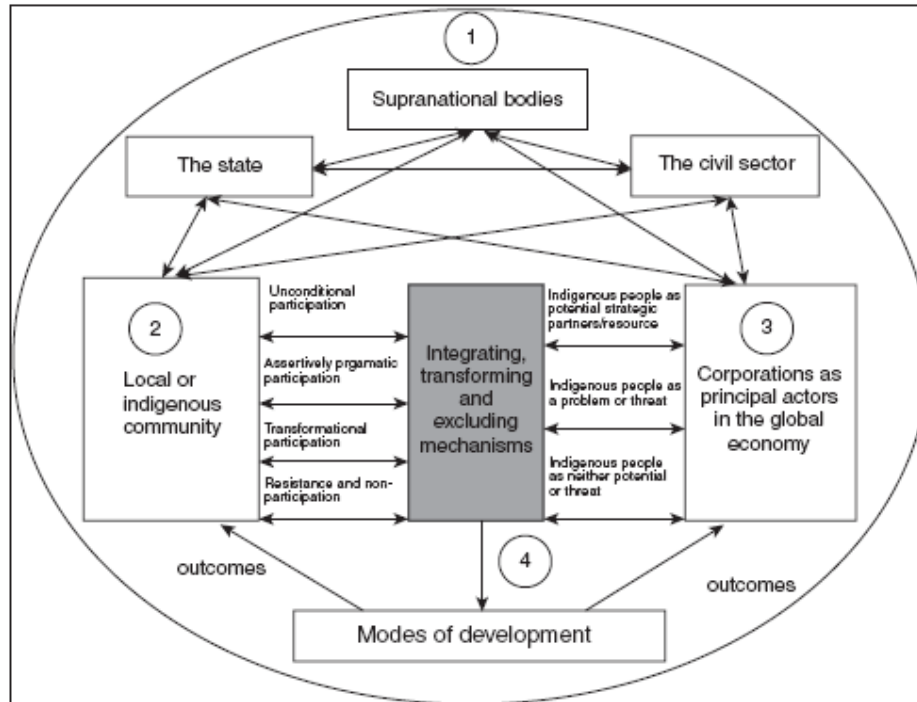 1
Supranational bodies
The state
The civil sector
Unconditional
participation
Assertively prgamatic
participation
Transformational
participation
Resistance and non-
participation
2
Local or
indigenous
community
Integrating,
transforming
and
excluding
mechanisms
Indigenous people as
potential strategic
partners/resource
Indigenous people as
a problem or threat
Indigenous people
as neither potential
or threat
3
Corporations as
principal actors
in the global
economy
4
outcomes
outcomes
Modes of development